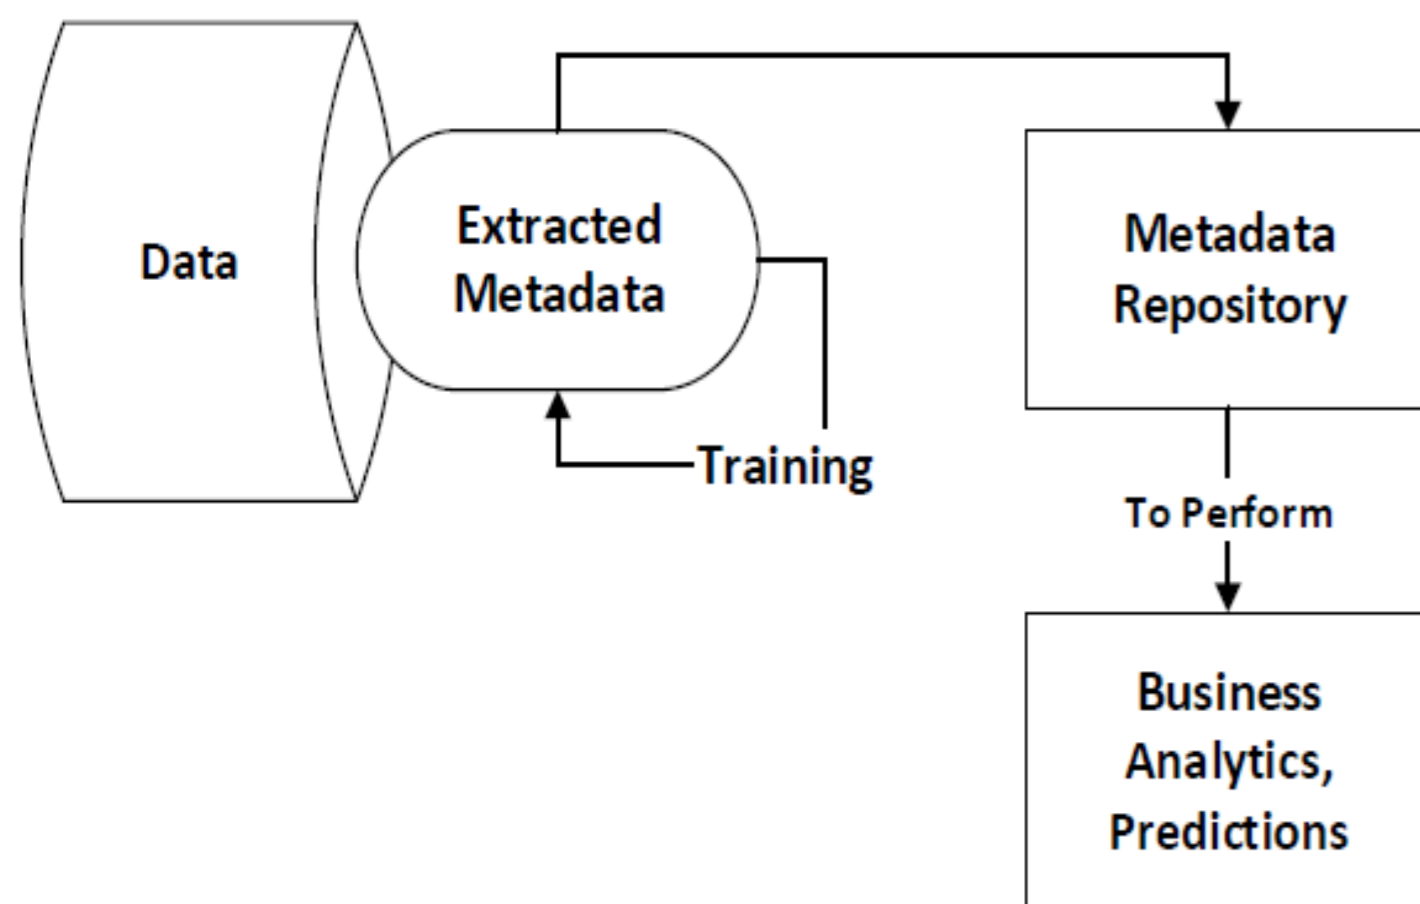 Data
Extracted
Metadata
Training
Metadata
Repository
To Perform
Business
Analytics,
Predictions